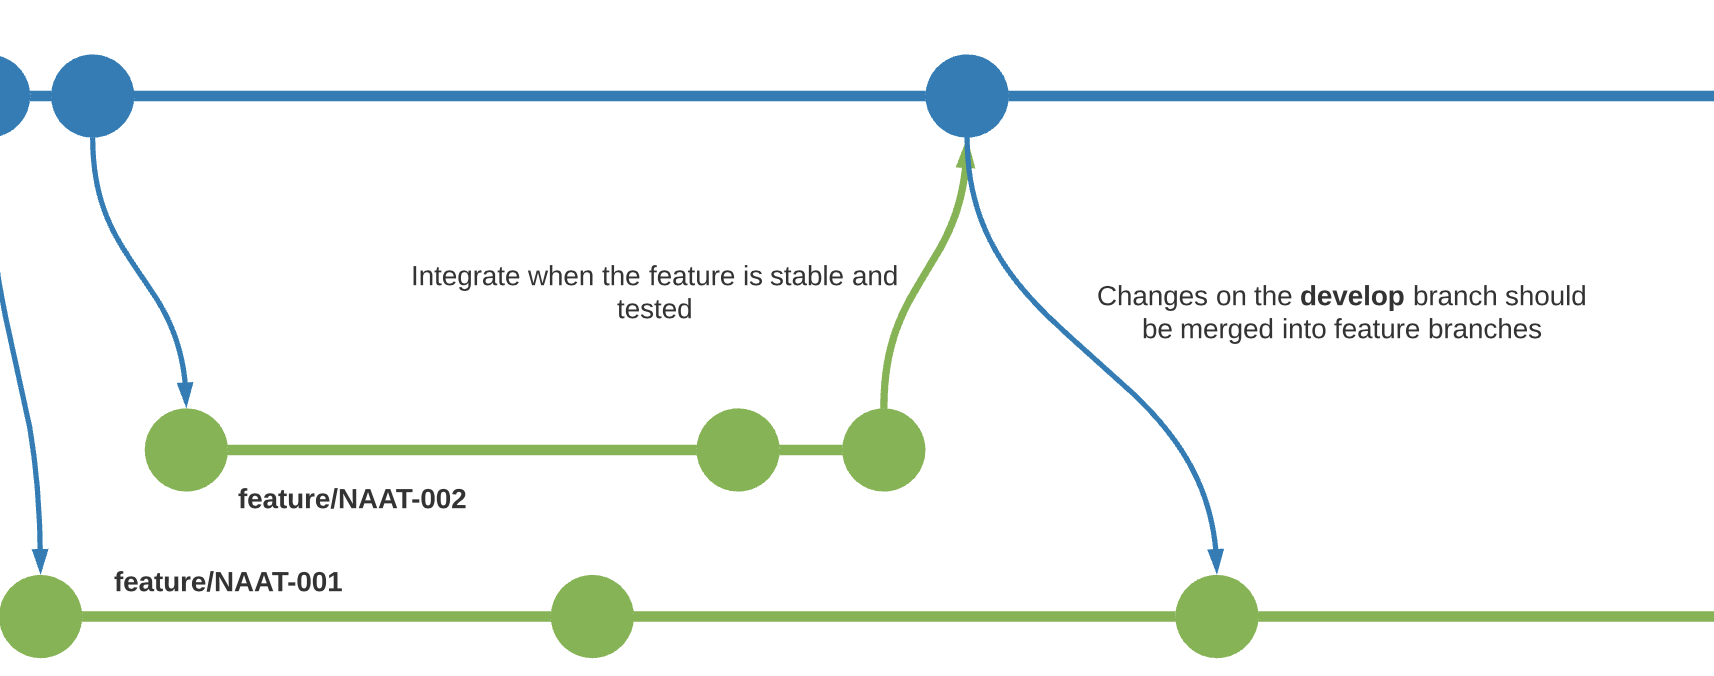 Integrate when the feature is stable and
tested
Changes on the develop branch should
be merged into feature branches
feature/NAAT-002
feature/NAAT-001